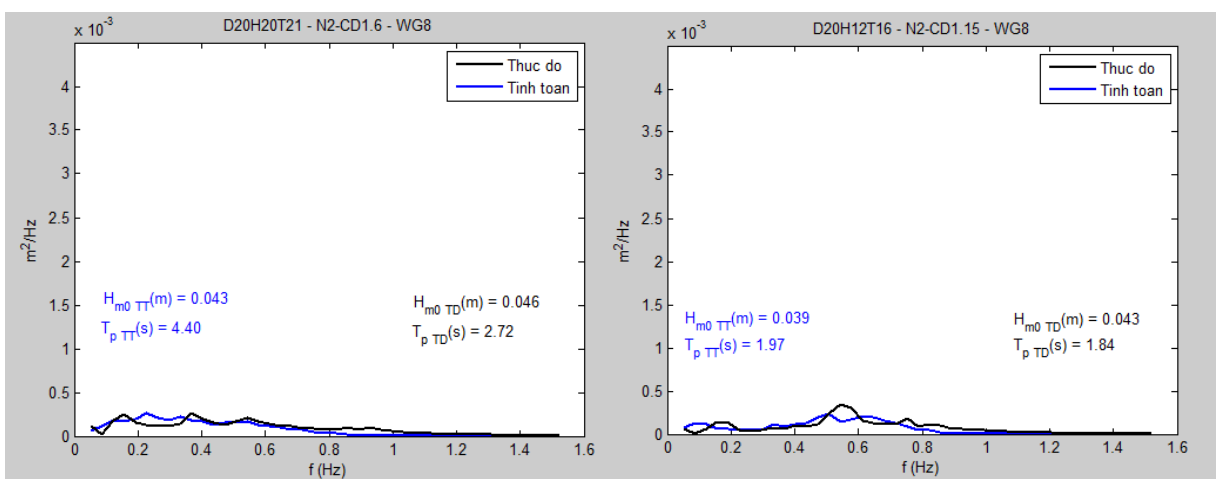 D20H20T21 - N2-CD1.6 - WG8
x 10^-3
Thuc do
Tinh toan
4
3.5
3
2.5
2
1.5
1
0.5
0
m^2/Hz
H_m0 TT(m) = 0.043
T_p TT(s) = 4.40
H_m0 TD(m) = 0.046
T_p TD(s) = 2.72
0 0.2 0.4 0.6 0.8 1 1.2 1.4 1.6
f (Hz)
D20H12T16 - N2-CD1.15 - WG8
x 10^-3
Thuc do
Tinh toan
4
3.5
3
2.5
2
1.5
1
0.5
0
m^2/Hz
H_m0 TT(m) = 0.039
T_p TT(s) = 1.97
H_m0 TD(m) = 0.043
T_p TD(s) = 1.84
0 0.2 0.4 0.6 0.8 1 1.2 1.4 1.6
f (Hz)